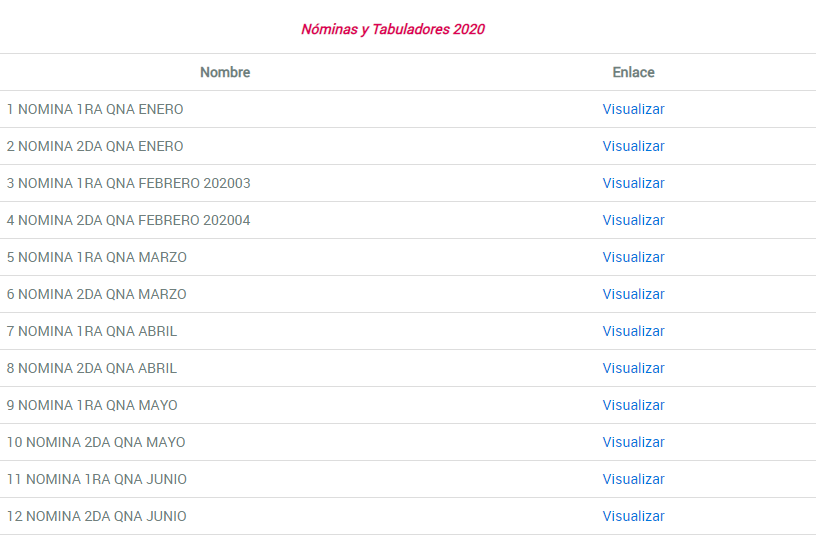 Nóminas y Tabuladores 2020
Nombre Enlace
1 NOMINA 1RA QNA ENERO Visualizar
2 NOMINA 2DA QNA ENERO Visualizar
3 NOMINA 1RA QNA FEBRERO 202003 Visualizar
4 NOMINA 2DA QNA FEBRERO 202004 Visualizar
5 NOMINA 1RA QNA MARZO Visualizar
6 NOMINA 2DA QNA MARZO Visualizar
7 NOMINA 1RA QNA ABRIL Visualizar
8 NOMINA 2DA QNA ABRIL Visualizar
9 NOMINA 1RA QNA MAYO Visualizar
10 NOMINA 2DA QNA MAYO Visualizar
11 NOMINA 1RA QNA JUNIO Visualizar
12 NOMINA 2DA QNA JUNIO Visualizar